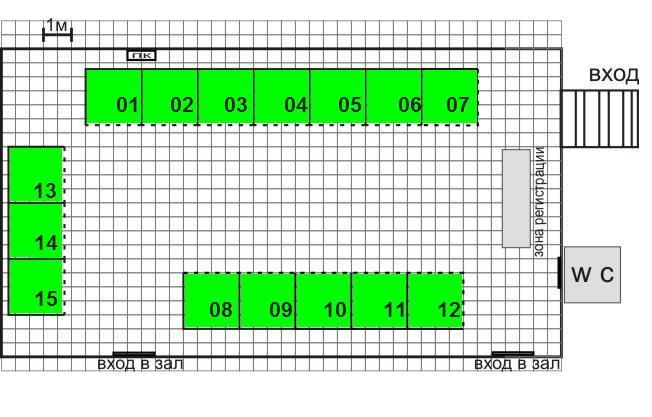 1м
ПК
вход
01 02 03 04 05 06 07
зона регистрации
13
14
15
W C
08 09 10 11 12
вход в зал
вход в зал